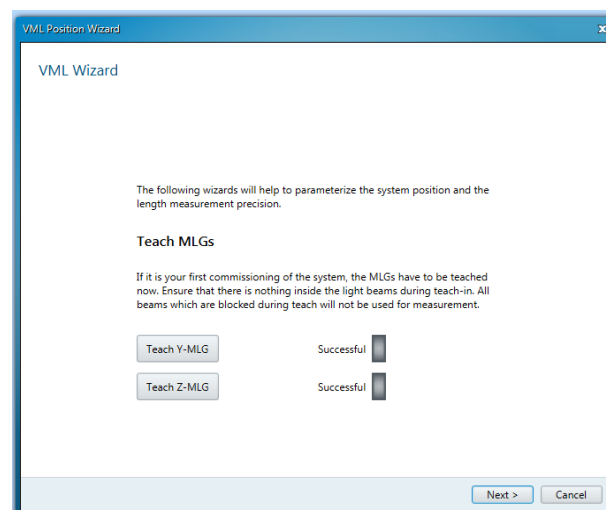 VML Position Wizard
VML Wizard
The following wizards will help to parameterize the system position and the
length measurement precision.
Teach MLGs
If it is your first commissioning of the system, the MLGs have to be teached
now. Ensure that there is nothing inside the light beams during teach-in. All
beams which are blocked during teach will not be used for measurement.
Teach Y-MLG Successful
Teach Z-MLG Successful
Next > Cancel